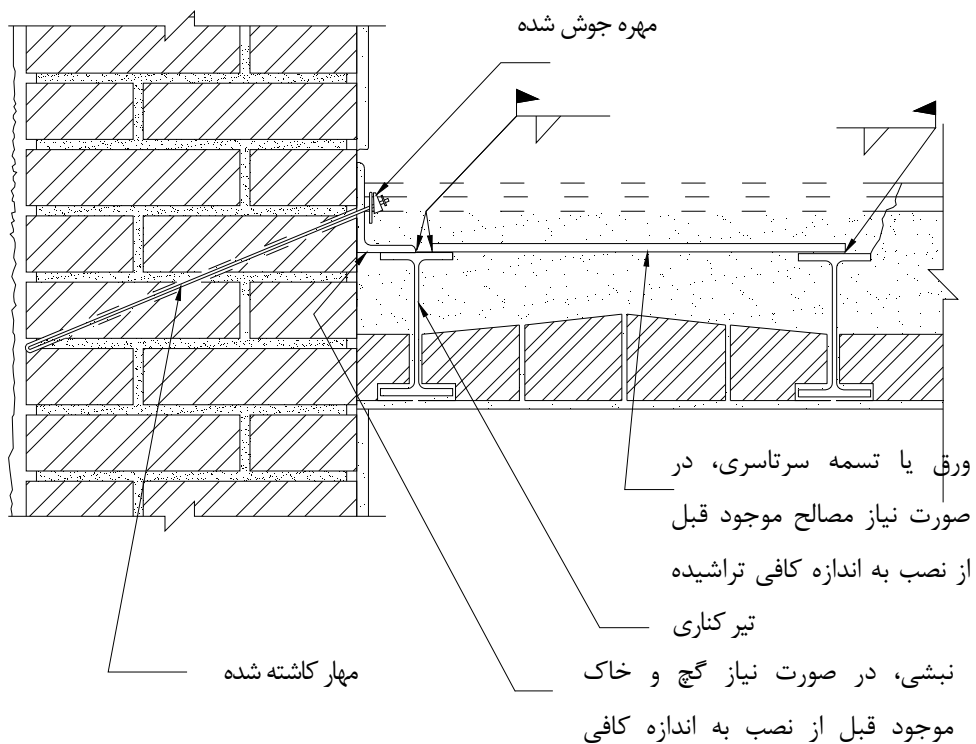 مهره جوش شده
ورق یا تسمه سرتاسری، در
صورت نیاز مصالح موجود قبل
از نصب به اندازه کافی تراشیده
تیر کناری
نبشی، در صورت نیاز گچ و خاک
موجود قبل از نصب به اندازه کافی
مهار کاشته شده